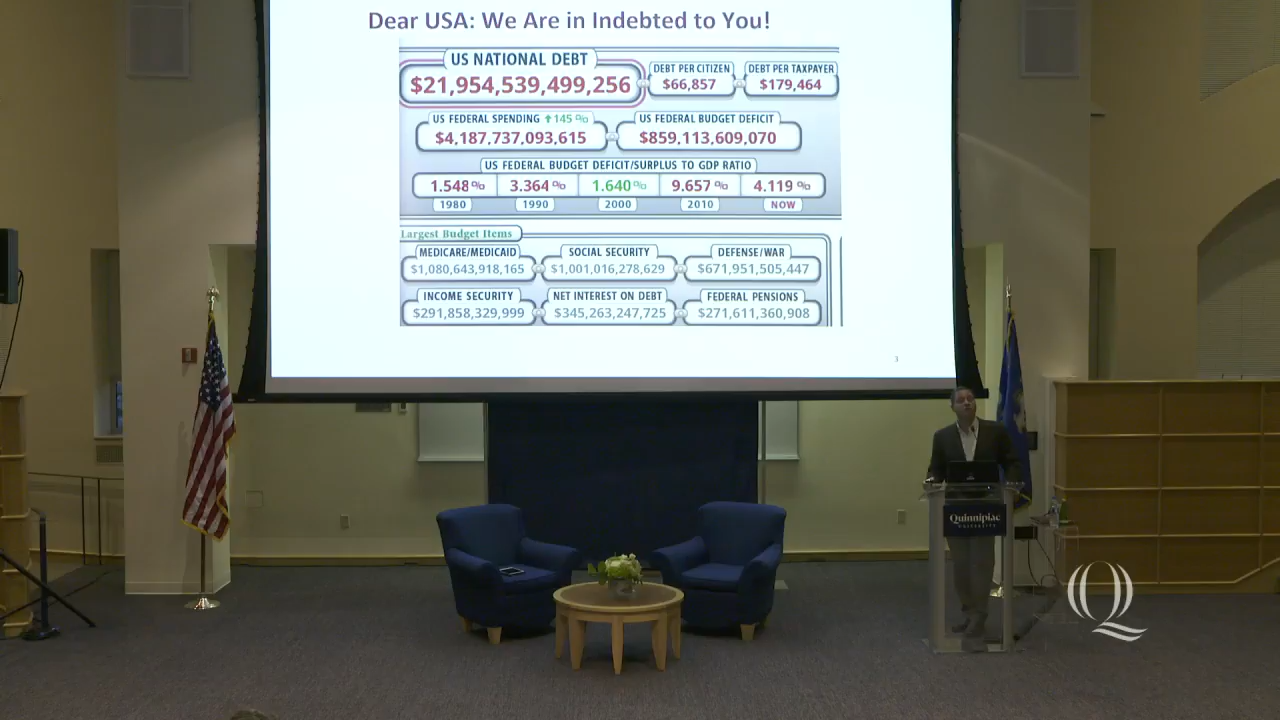 Dear USA: We Are in Indebted to You!
US NATIONAL DEBT
$21,954,539,499,256
DEBT PER CITIZEN
$66,857
DEBT PER TAXPAYER
$179,464
US FEDERAL SPENDING ↑145%
$4,187,737,093,615
US FEDERAL BUDGET DEFICIT
$859,113,609,070
US FEDERAL BUDGET DEFICIT/SURPLUS TO GDP RATIO
1.548% 3.364% 1.640% 9.657% 4.119%
1980 1990 2000 2010 NOW
Largest Budget Items
MEDICARE/MEDICAID SOCIAL SECURITY DEFENSE/WAR
$1,080,643,918,165 $1,001,016,278,629 $671,951,505,447
INCOME SECURITY NET INTEREST ON DEBT FEDERAL PENSIONS
$291,858,329,999 $345,263,247,725 $271,611,360,908
3
Quinnipiac
University
Q